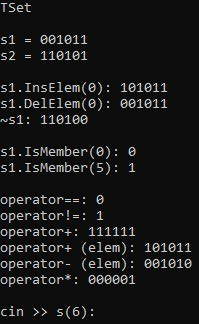 TSet
s1 = 001011
s2 = 110101
s1.InsElem(0): 101011
s1.DelElem(0): 001011
~s1: 110100
s1.IsMember(0): 0
s1.IsMember(5): 1
operator==: 0
operator!=: 1
operator+: 111111
operator+ (elem): 101011
operator- (elem): 001010
operator*: 000001
cin >> s(6):